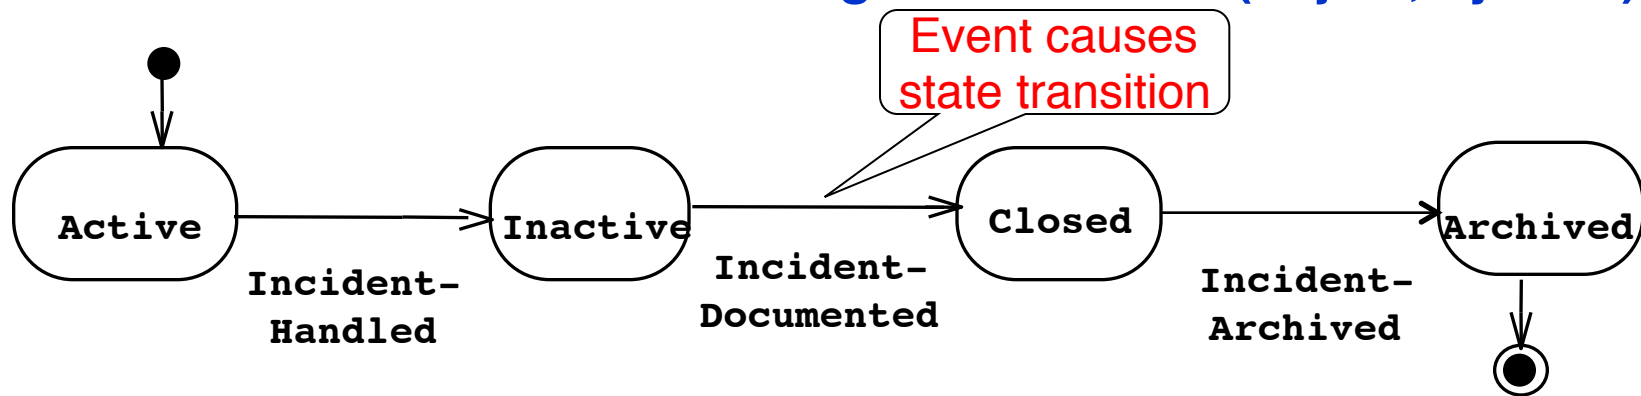 Event causes
state transition
Active
Inactive
Closed
Archived
Incident-
Handled
Incident-
Documented
Incident-
Archived